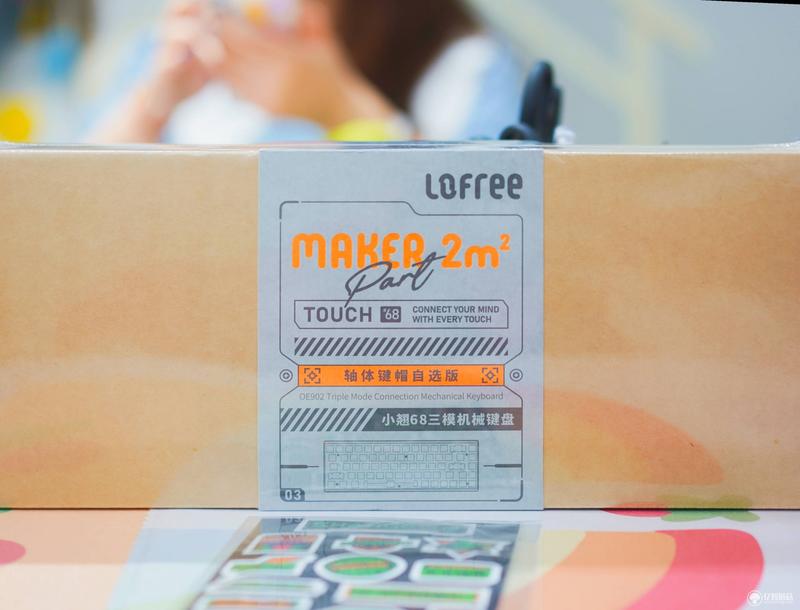 LOFREE
MAKER 2m²
Part
TOUCH '68
CONNECT YOUR MIND
WITH EVERY TOUCH
轴体键帽自选版
OE902 Triple Mode Connection Mechanical Keyboard
小翘68三模机械键盘
03